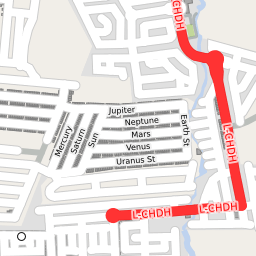 L-CHDH
Jupiter
Neptune
Earth St.
Mars
Mercury
Saturn
Sun
Venus
Uranus St
L-CHDH
L-CHDH
L-CHDH